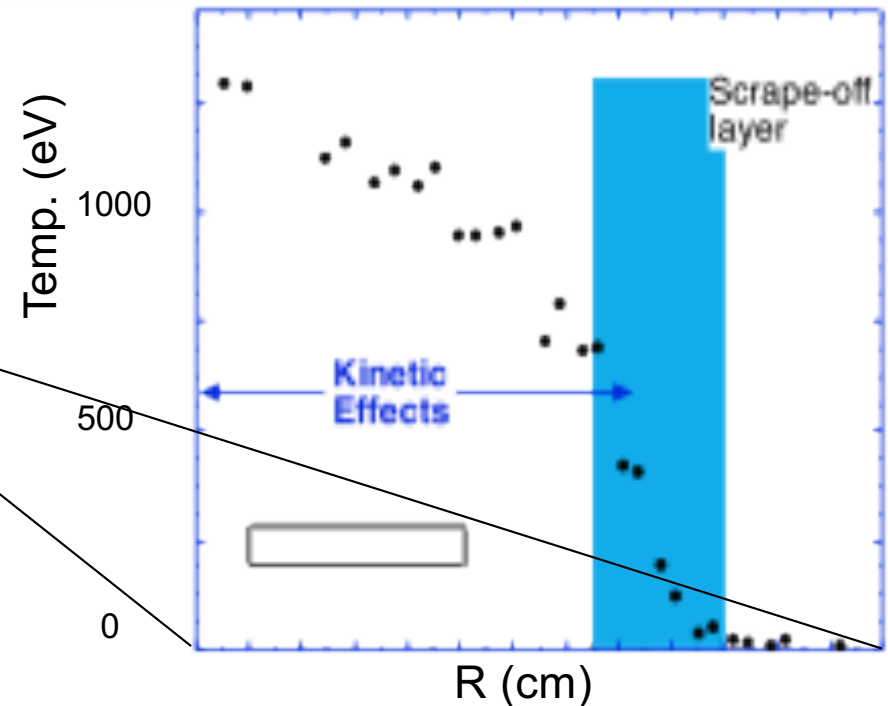 Scrape-off
layer
Temp. (eV)
1000
Kinetic
Effects
500
0
R (cm)